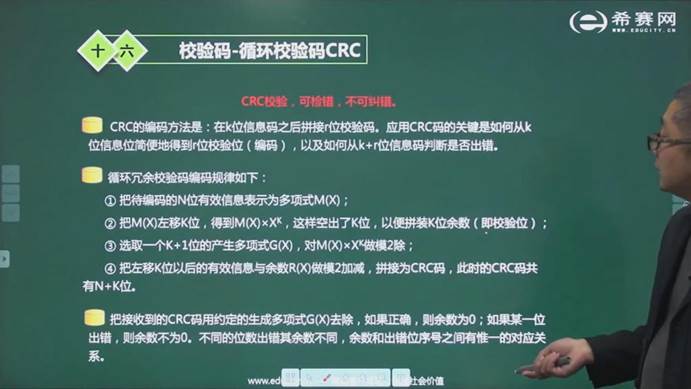 希赛网
WWW.EDUCITY.CN
十六 校验码-循环校验码CRC
CRC校验，可检错，不可纠错。
CRC的编码方法是：在k位信息码之后拼接r位校验码。应用CRC码的关键是如何从k
位信息位简便地得到r位校验位（编码），以及如何从k+r位信息码判断是否出错。
循环冗余校验码编码规律如下：
① 把待编码的N位有效信息表示为多项式M(X)；
② 把M(X)左移K位，得到M(X)×Xᴷ，这样空出了K位，以便拼装K位余数（即校验位）；
③ 选取一个K+1位的产生多项式G(X)，对M(X)×Xᴷ做模2除；
④ 把左移K位以后的有效信息与余数R(X)做模2加减，拼接为CRC码，此时的CRC码共
有N+K位。
把接收到的CRC码用约定的生成多项式G(X)去除，如果正确，则余数为0；如果某一位
出错，则余数不为0。不同的位数出错其余数不同，余数和出错位序号之间有惟一的对应关
系。
www.edu
社会价值